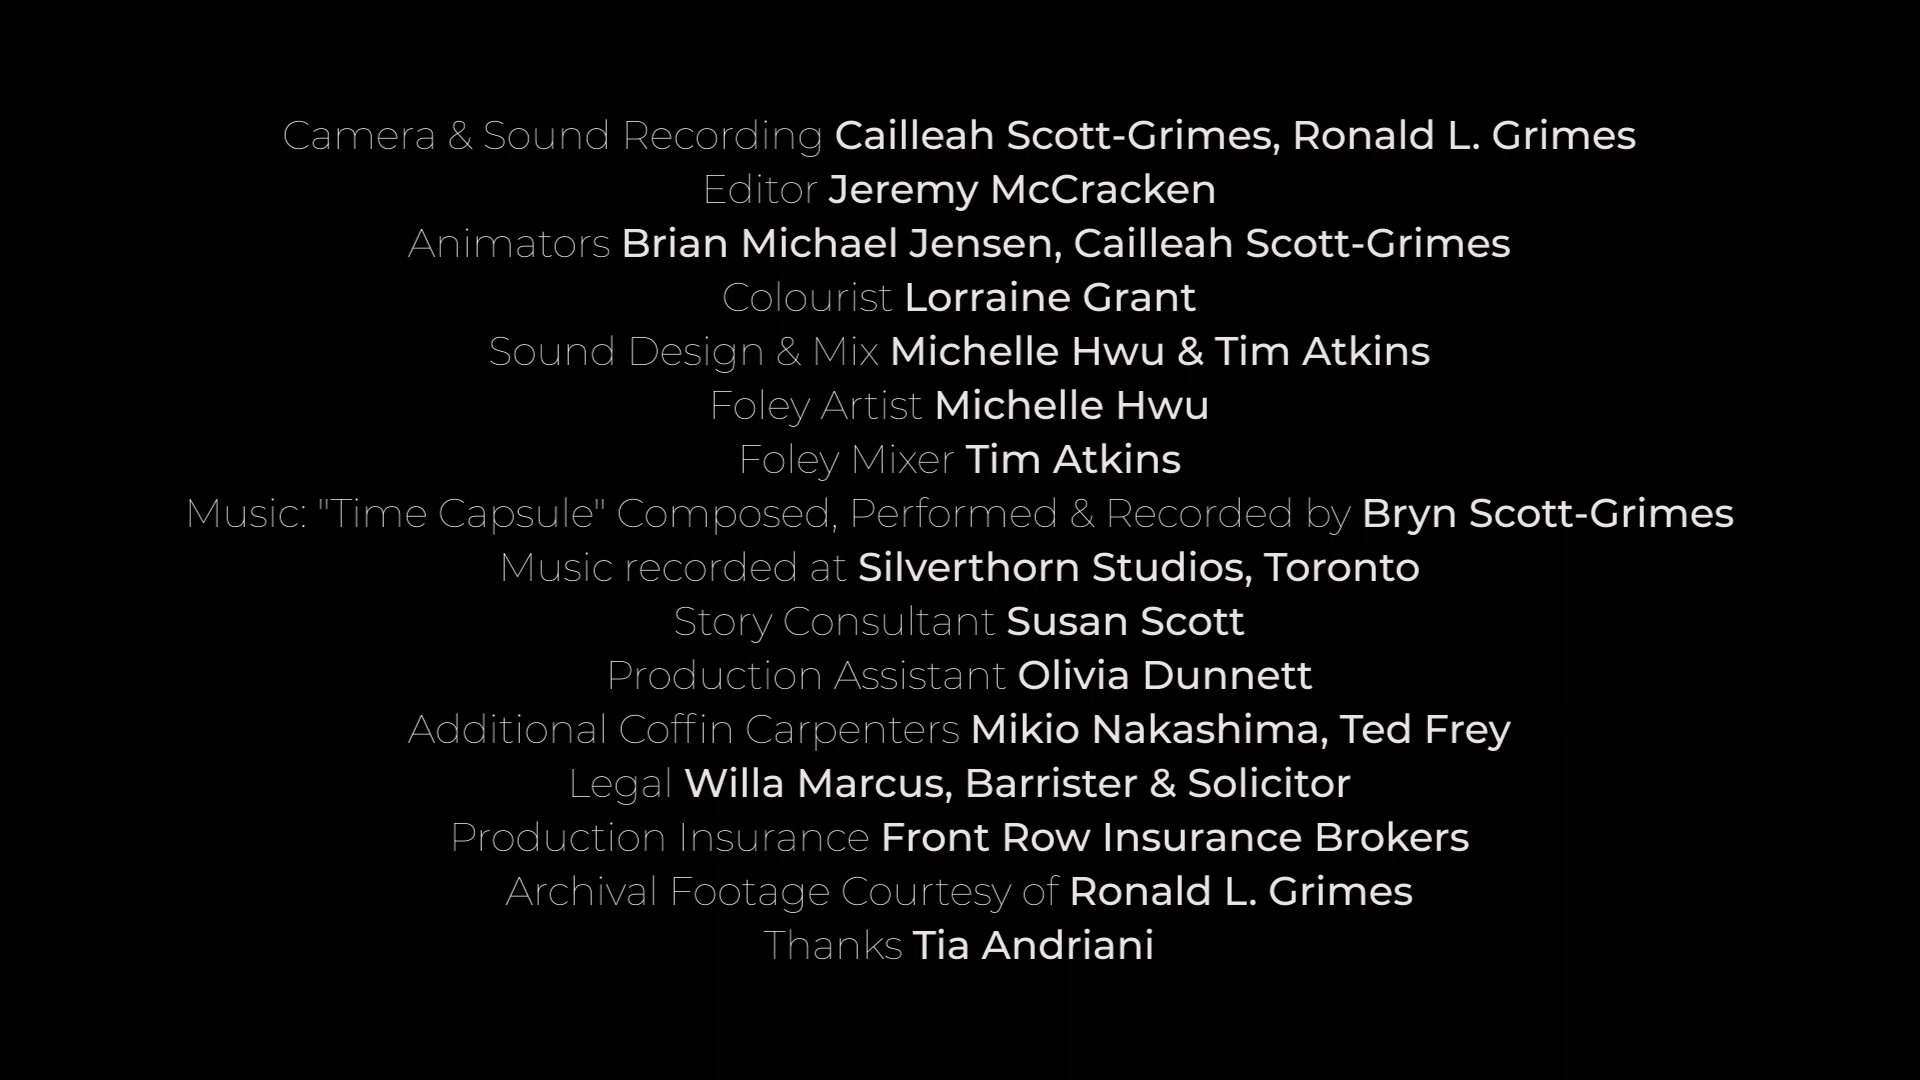 Camera & Sound Recording Cailleah Scott-Grimes, Ronald L. Grimes
Editor Jeremy McCracken
Animators Brian Michael Jensen, Cailleah Scott-Grimes
Colourist Lorraine Grant
Sound Design & Mix Michelle Hwu & Tim Atkins
Foley Artist Michelle Hwu
Foley Mixer Tim Atkins
Music: "Time Capsule" Composed, Performed & Recorded by Bryn Scott-Grimes
Music recorded at Silverthorn Studios, Toronto
Story Consultant Susan Scott
Production Assistant Olivia Dunnett
Additional Coffin Carpenters Mikio Nakashima, Ted Frey
Legal Willa Marcus, Barrister & Solicitor
Production Insurance Front Row Insurance Brokers
Archival Footage Courtesy of Ronald L. Grimes
Thanks Tia Andriani